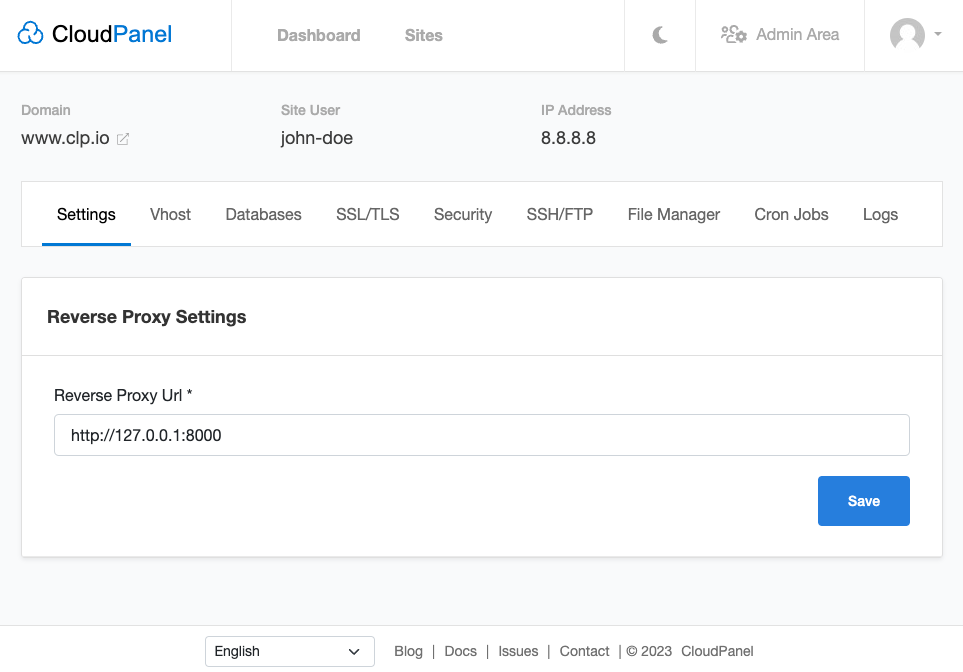 CloudPanel Dashboard Sites Admin Area
Domain Site User IP Address
www.clp.io john-doe 8.8.8.8
Settings Vhost Databases SSL/TLS Security SSH/FTP File Manager Cron Jobs Logs
Reverse Proxy Settings
Reverse Proxy Url *
http://127.0.0.1:8000
Save
English Blog | Docs | Issues | Contact | © 2023 CloudPanel